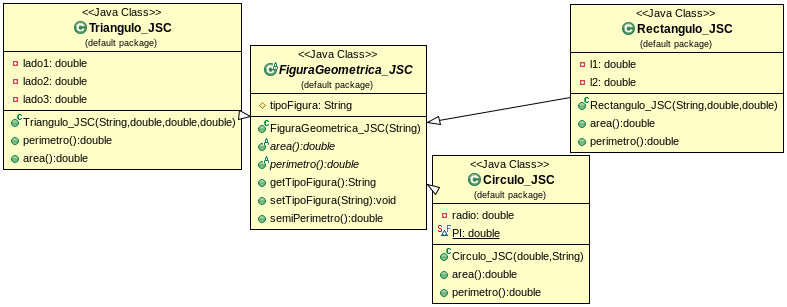 <<Java Class>>
Triangulo_JSC
(default package)
lado1: double
lado2: double
lado3: double
Triangulo_JSC(String,double,double,double)
perimetro():double
area():double
<<Java Class>>
FiguraGeometrica_JSC
(default package)
tipoFigura: String
FiguraGeometrica_JSC(String)
area():double
perimetro():double
getTipoFigura():String
setTipoFigura(String):void
semiPerimetro():double
<<Java Class>>
Rectangulo_JSC
(default package)
l1: double
l2: double
Rectangulo_JSC(String,double,double)
area():double
perimetro():double
<<Java Class>>
Circulo_JSC
(default package)
radio: double
PI: double
Circulo_JSC(double,String)
area():double
perimetro():double